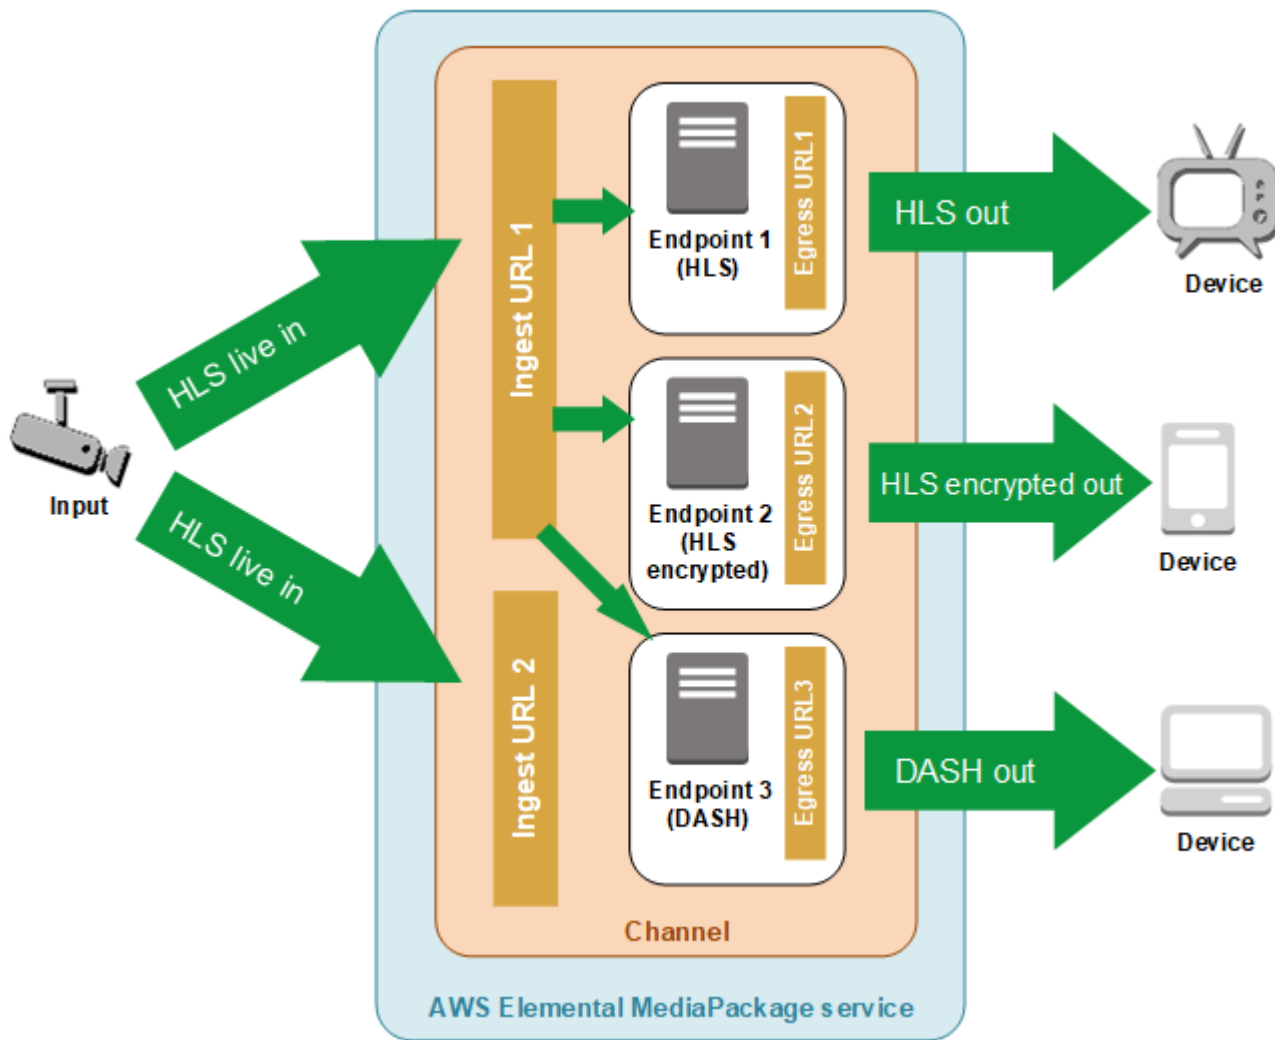 HLS live in
HLS live in
Input
Ingest URL 1
Ingest URL 2
Endpoint 1
(HLS)
Egress URL1
Endpoint 2
(HLS
encrypted)
Egress URL2
Endpoint 3
(DASH)
Egress URL3
HLS out
Device
HLS encrypted out
Device
DASH out
Device
Channel
AWS Elemental MediaPackage service